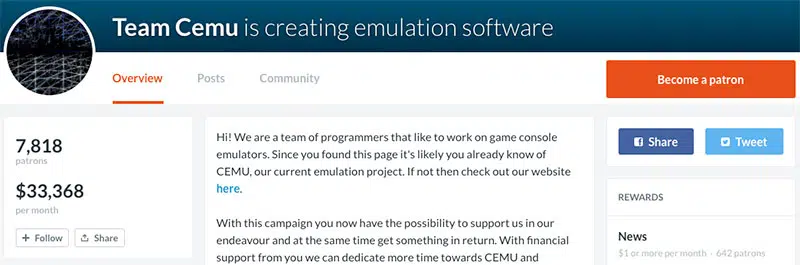 Team Cemu is creating emulation software
Overview
Posts
Community
Become a patron
7,818
patrons
$33,368
per month
Follow
Share
Hi! We are a team of programmers that like to work on game console
emulators. Since you found this page it's likely you already know of
CEMU, our current emulation project. If not then check out our website
here.
With this campaign you now have the possibility to support us in our
endeavour and at the same time get something in return. With financial
support from you we can dedicate more time towards CEMU and
Share
Tweet
REWARDS
News
$1 or more per month · 642 patrons